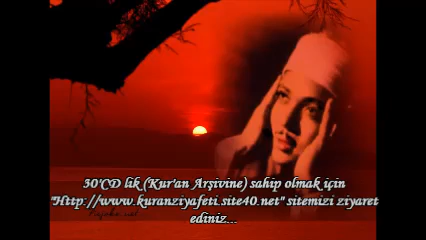 30'CD lik (Kur'an Arşivine) sahip olmak için
"Http://www.kuranziyafeti.site40.net" sitemizi ziyaret
ediniz...